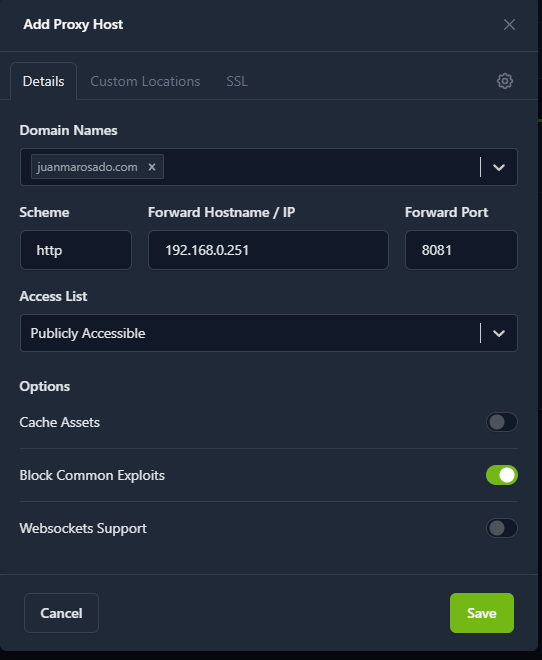 Add Proxy Host
Details Custom Locations SSL
Domain Names
juanmarosado.com ×
Scheme Forward Hostname / IP Forward Port
http 192.168.0.251 8081
Access List
Publicly Accessible
Options
Cache Assets
Block Common Exploits
Websockets Support
Cancel Save